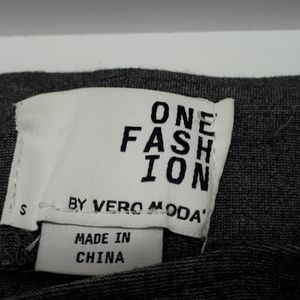 ONE
FASH
ION
S
BY VERO MODA
MADE IN
CHINA